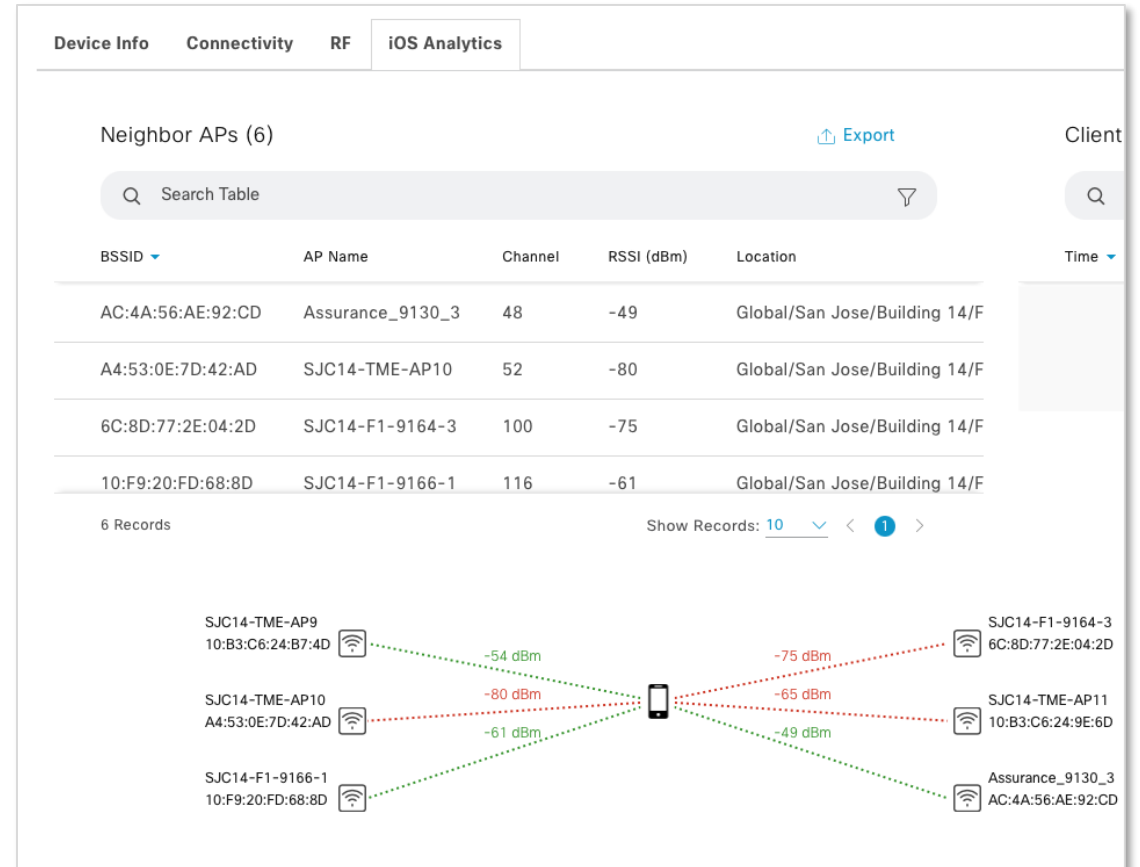 Device Info Connectivity RF iOS Analytics
Neighbor APs (6) Export Client
Search Table
BSSID AP Name Channel RSSI (dBm) Location Time
AC:4A:56:AE:92:CD Assurance_9130_3 48 -49 Global/San Jose/Building 14/F
A4:53:0E:7D:42:AD SJC14-TME-AP10 52 -80 Global/San Jose/Building 14/F
6C:8D:77:2E:04:2D SJC14-F1-9164-3 100 -75 Global/San Jose/Building 14/F
10:F9:20:FD:68:8D SJC14-F1-9166-1 116 -61 Global/San Jose/Building 14/F
6 Records Show Records: 10 1
SJC14-TME-AP9 SJC14-F1-9164-3
10:B3:C6:24:B7:4D 6C:8D:77:2E:04:2D
-54 dBm -75 dBm
SJC14-TME-AP10 -80 dBm -65 dBm SJC14-TME-AP11
A4:53:0E:7D:42:AD 10:B3:C6:24:9E:6D
-61 dBm -49 dBm
SJC14-F1-9166-1 Assurance_9130_3
10:F9:20:FD:68:8D AC:4A:56:AE:92:CD